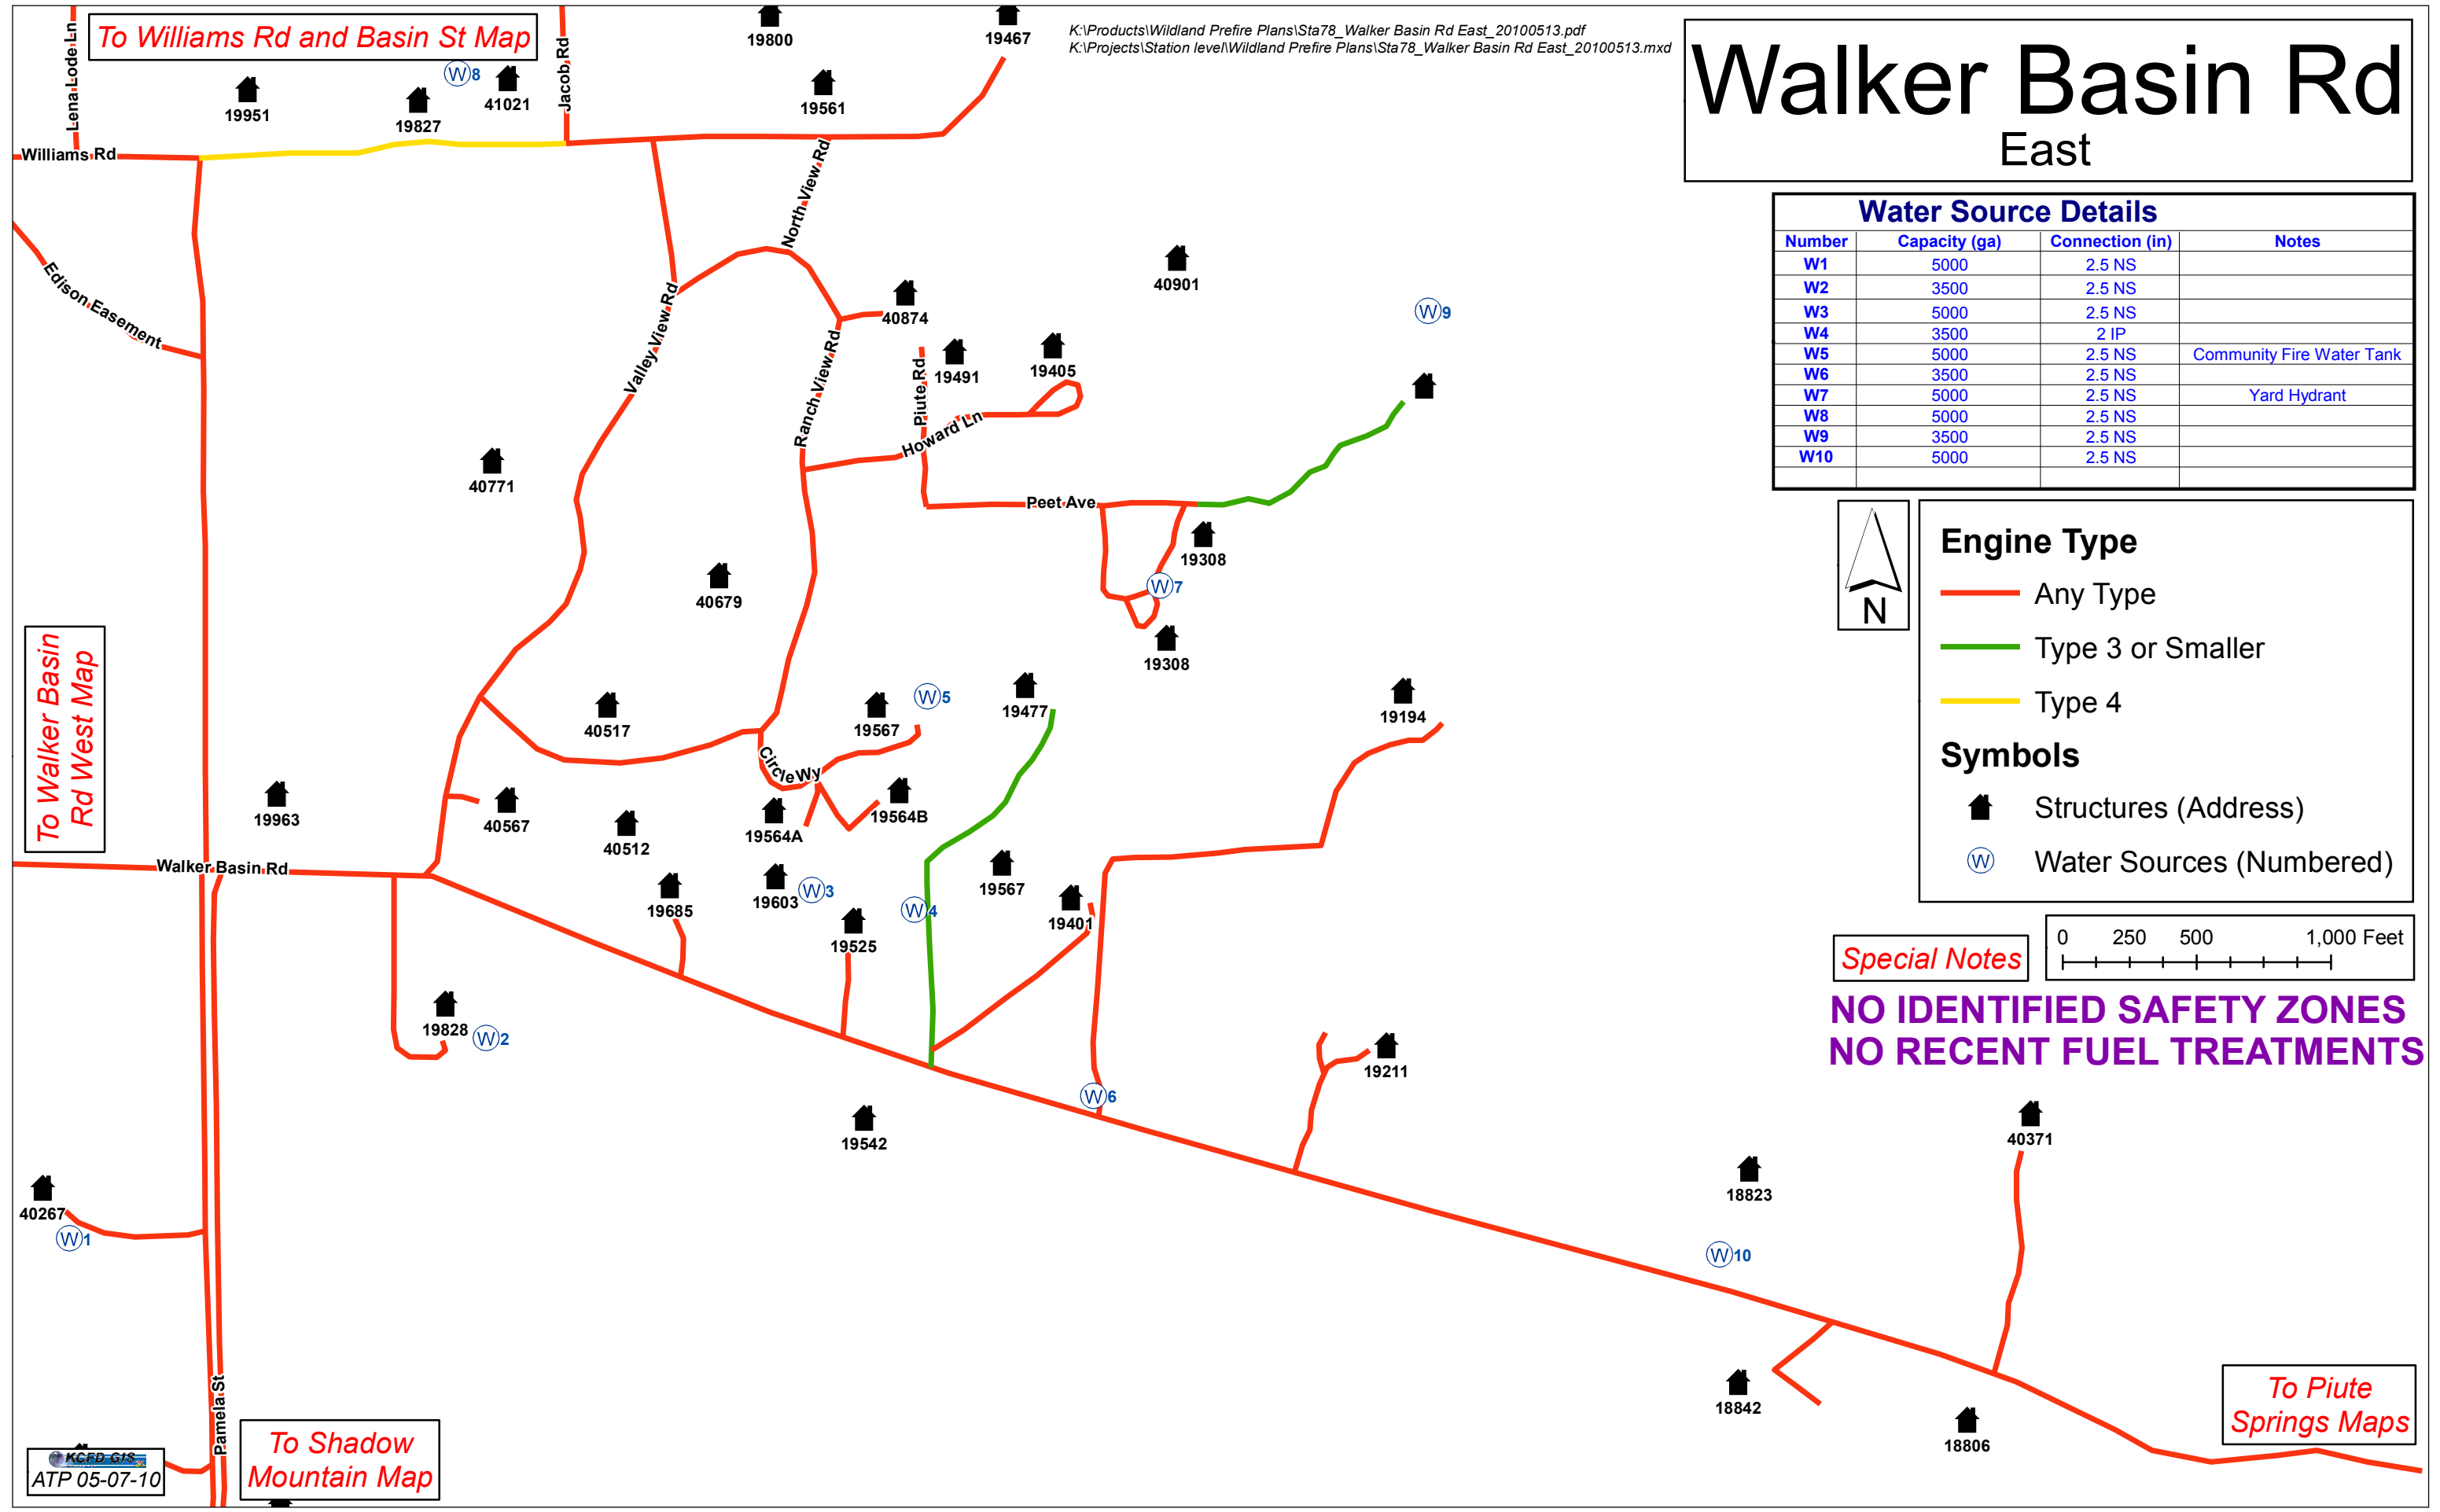 To Williams Rd and Basin St Map
K:\Products\Wildland Prefire Plans\Sta78_Walker Basin Rd East_20100513.pdf
K:\Projects\Station level\Wildland Prefire Plans\Sta78_Walker Basin Rd East_20100513.mxd
Walker Basin Rd
East
Lena Lode Ln
Jacob Rd
19800
19467
W8
19951
19827
41021
19561
Williams Rd
North View Rd
Edison Easement
Valley View Rd
Ranch View Rd
40874
40901
W9
Piute Rd
19491
19405
Howard Ln
40771
Peet Ave
19308
W7
40679
19308
Water Source Details
Number Capacity (ga) Connection (in) Notes
W1 5000 2.5 NS
W2 3500 2.5 NS
W3 5000 2.5 NS
W4 3500 2 IP
W5 5000 2.5 NS Community Fire Water Tank
W6 3500 2.5 NS
W7 5000 2.5 NS Yard Hydrant
W8 5000 2.5 NS
W9 3500 2.5 NS
W10 5000 2.5 NS
N
Engine Type
Any Type
Type 3 or Smaller
Type 4
Symbols
Structures (Address)
W Water Sources (Numbered)
To Walker Basin
Rd West Map
40517
19567
W5
19477
19194
Circle Wy
19963
40567
40512
19564A
19564B
Walker Basin Rd
19685
19603
W3
19525
W4
19567
19401
19828
W2
W6
19211
19542
0 250 500 1,000 Feet
Special Notes
NO IDENTIFIED SAFETY ZONES
NO RECENT FUEL TREATMENTS
40371
18823
W10
40267
W1
18842
18806
Pamela St
To Piute
Springs Maps
To Shadow
Mountain Map
KCFD GIS
ATP 05-07-10